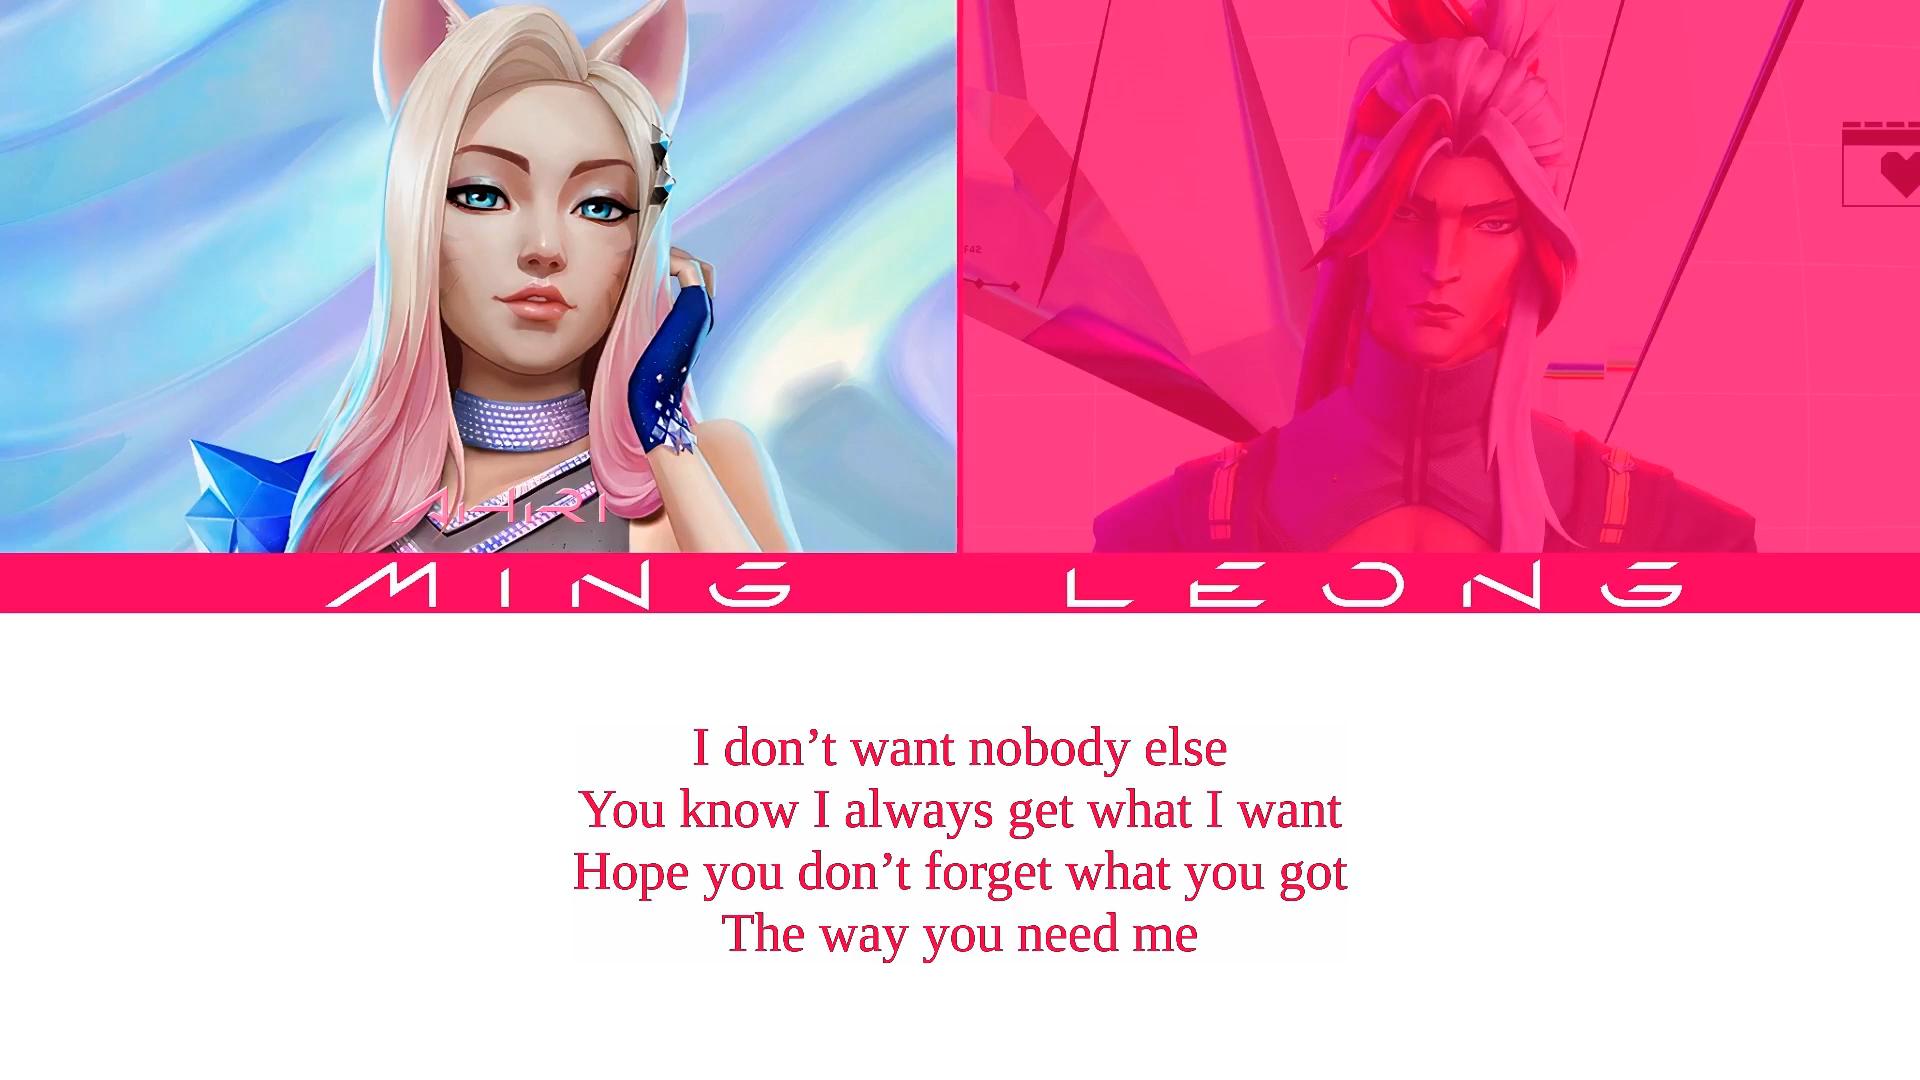 AHRI
F42
MING LEONG
I don’t want nobody else
You know I always get what I want
Hope you don’t forget what you got
The way you need me